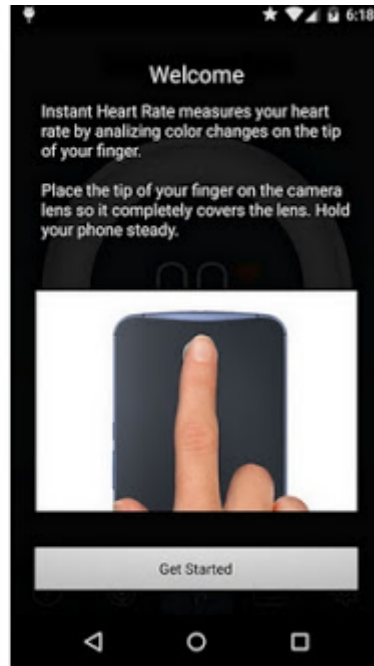 6:18
Welcome
Instant Heart Rate measures your heart
rate by analizing color changes on the tip
of your finger.
Place the tip of your finger on the camera
lens so it completely covers the lens. Hold
your phone steady.
Get Started